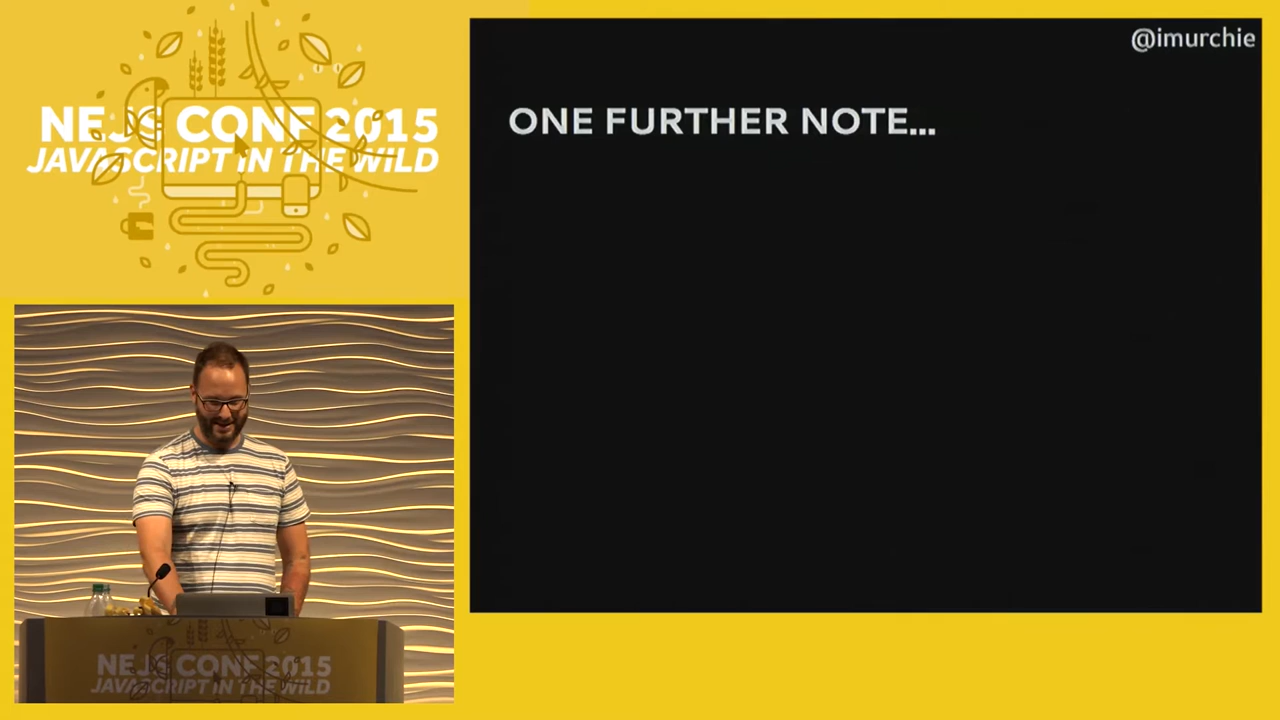 NEJS CONF 2015
JAVASCRIPT IN THE WILD
@imurchie
ONE FURTHER NOTE...
NEJS CONF 2015
JAVASCRIPT IN THE WILD